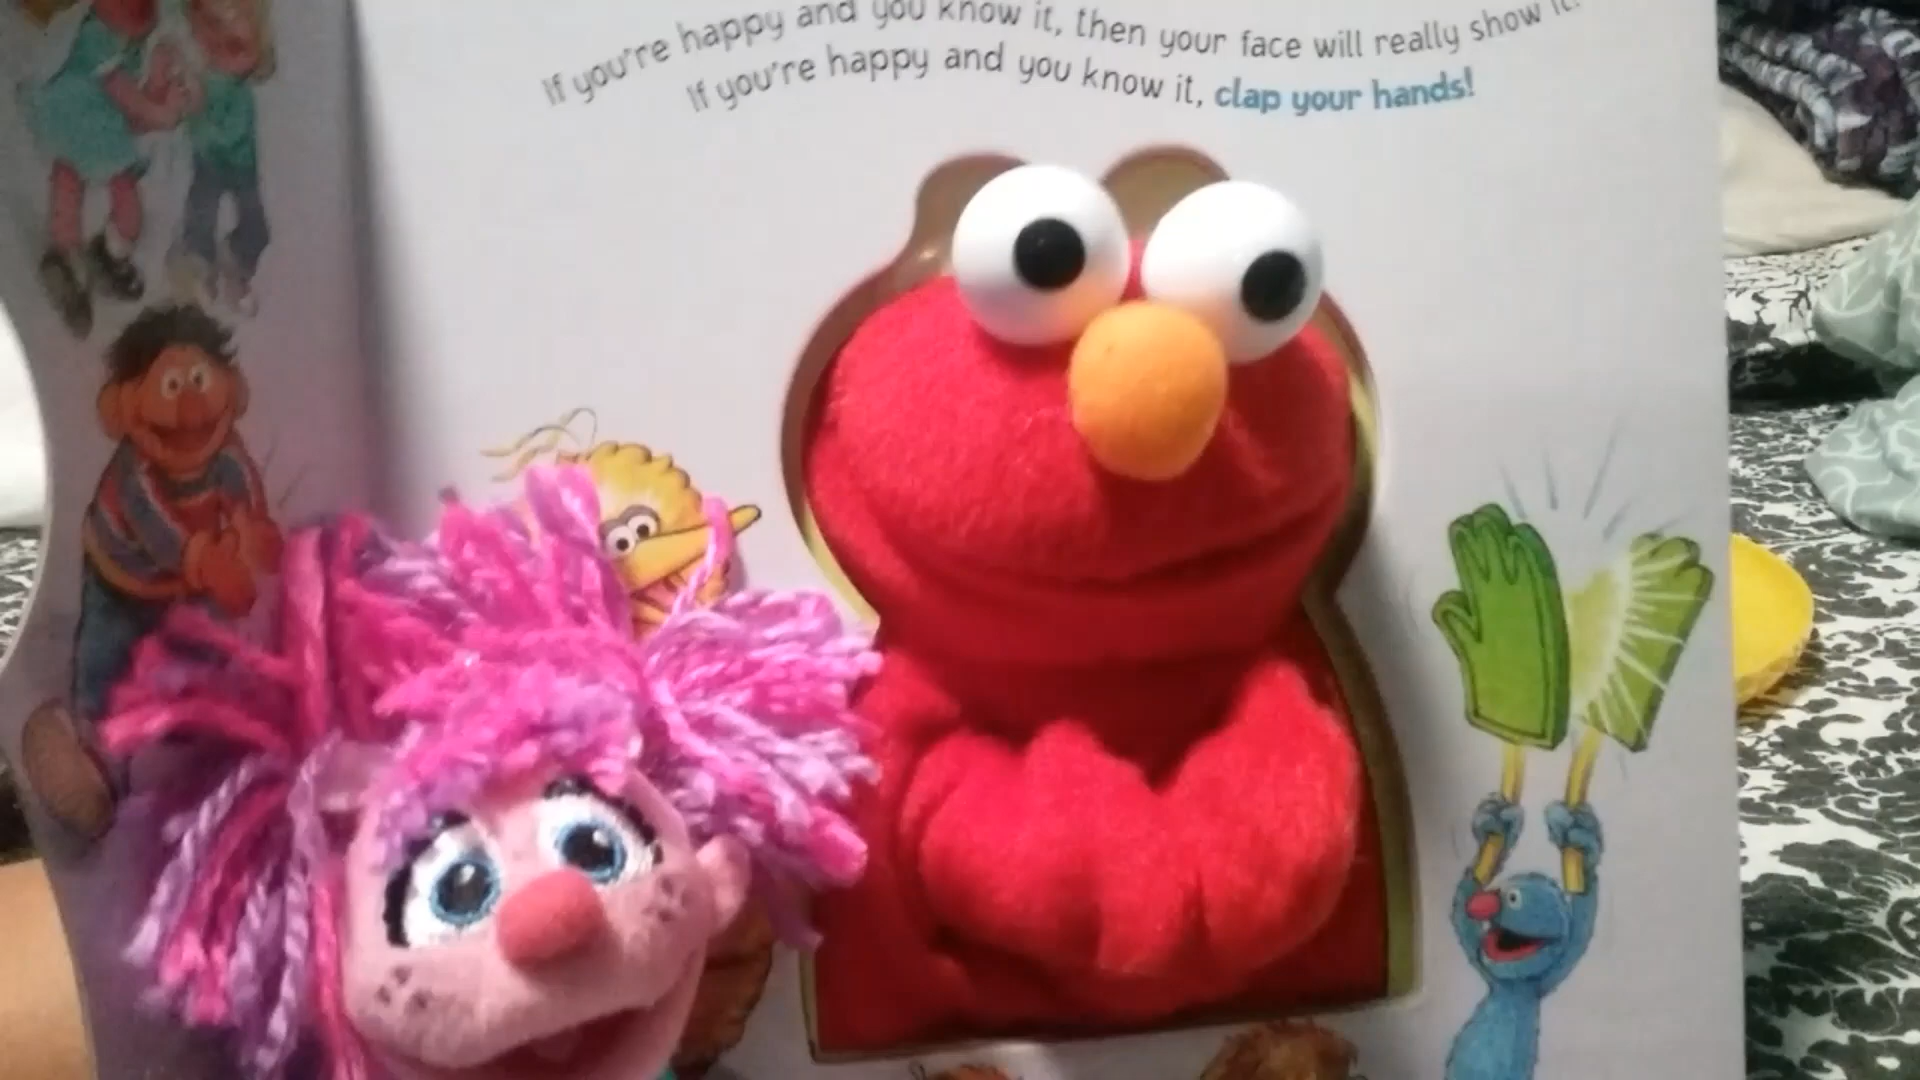 If you're happy and you know it, then your face will really show it!
If you're happy and you know it, clap your hands!